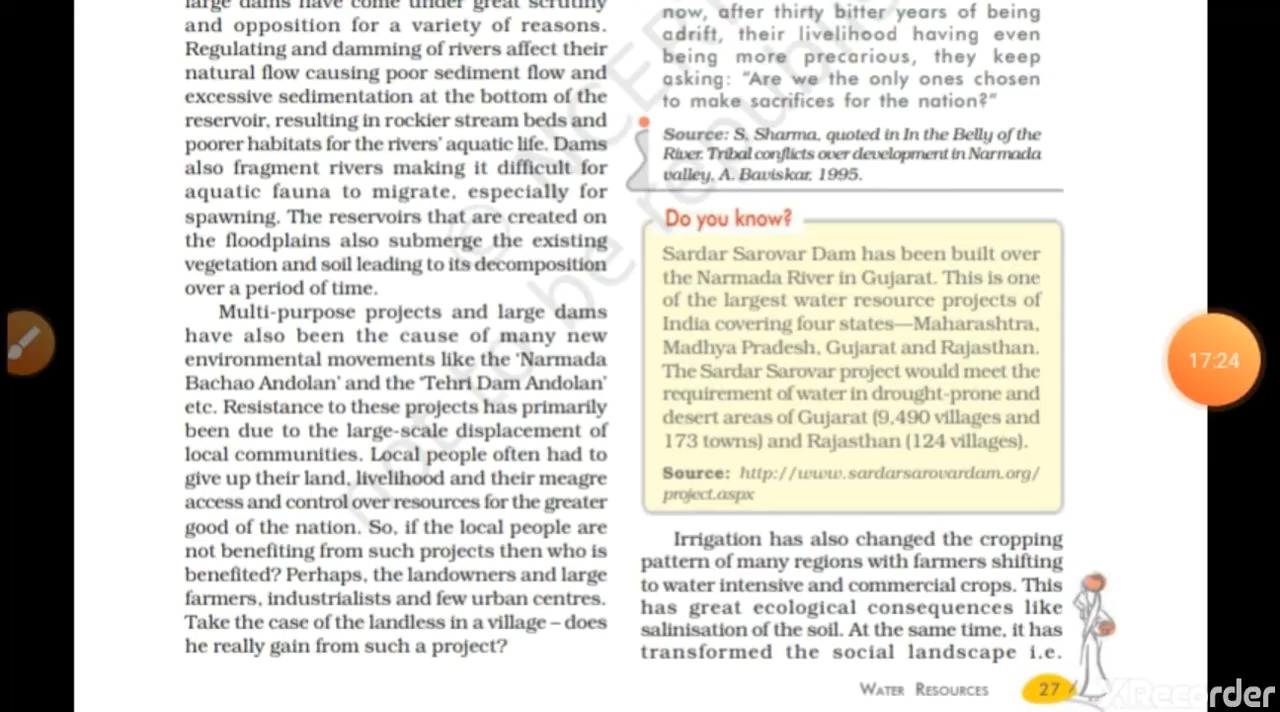 large dams have come under great scrutiny
and opposition for a variety of reasons.
Regulating and damming of rivers affect their
natural flow causing poor sediment flow and
excessive sedimentation at the bottom of the
reservoir, resulting in rockier stream beds and
poorer habitats for the rivers' aquatic life. Dams
also fragment rivers making it difficult for
aquatic fauna to migrate, especially for
spawning. The reservoirs that are created on
the floodplains also submerge the existing
vegetation and soil leading to its decomposition
over a period of time.
Multi-purpose projects and large dams
have also been the cause of many new
environmental movements like the 'Narmada
Bachao Andolan' and the 'Tehri Dam Andolan'
etc. Resistance to these projects has primarily
been due to the large-scale displacement of
local communities. Local people often had to
give up their land, livelihood and their meagre
access and control over resources for the greater
good of the nation. So, if the local people are
not benefiting from such projects then who is
benefited? Perhaps, the landowners and large
farmers, industrialists and few urban centres.
Take the case of the landless in a village – does
he really gain from such a project?
now, after thirty bitter years of being
adrift, their livelihood having even
being more precarious, they keep
asking: "Are we the only ones chosen
to make sacrifices for the nation?"
Source: S. Sharma, quoted in In the Belly of the
River. Tribal conflicts over development in Narmada
valley, A. Baviskar, 1995.
Do you know?
Sardar Sarovar Dam has been built over
the Narmada River in Gujarat. This is one
of the largest water resource projects of
India covering four states—Maharashtra,
Madhya Pradesh, Gujarat and Rajasthan.
The Sardar Sarovar project would meet the
requirement of water in drought-prone and
desert areas of Gujarat (9,490 villages and
173 towns) and Rajasthan (124 villages).
Source: http://www.sardarsarovardam.org/
project.aspx
Irrigation has also changed the cropping
pattern of many regions with farmers shifting
to water intensive and commercial crops. This
has great ecological consequences like
salinisation of the soil. At the same time, it has
transformed the social landscape i.e.
WATER RESOURCES 27
17:24
XRecorder
© NCERT
not to be republis